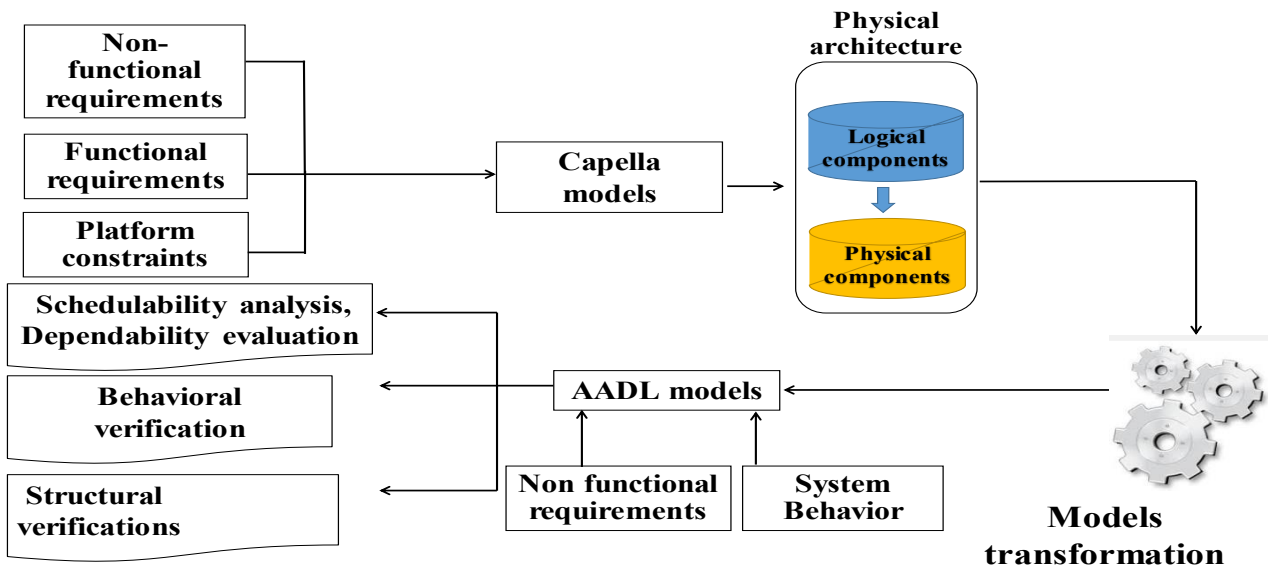 Non-
functional
requirements
Functional
requirements
Platform
constraints
Capella
models
Physical
architecture
Logical
components
Physical
components
Schedulability analysis,
Dependability evaluation
Behavioral
verification
Structural
verifications
AADL models
Non functional
requirements
System
Behavior
Models
transformation